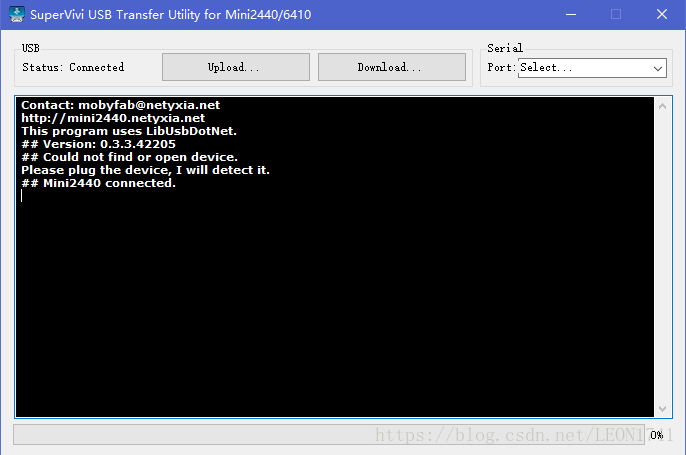 SuperVivi USB Transfer Utility for Mini2440/6410
USB
Status: Connected
Upload...
Download...
Serial
Port: Select...
Contact: mobyfab@netyxia.net
http://mini2440.netyxia.net
This program uses LibUsbDotNet.
## Version: 0.3.3.42205
## Could not find or open device.
Please plug the device, I will detect it.
## Mini2440 connected.
https://blog.csdn.net/LEON1741
0%